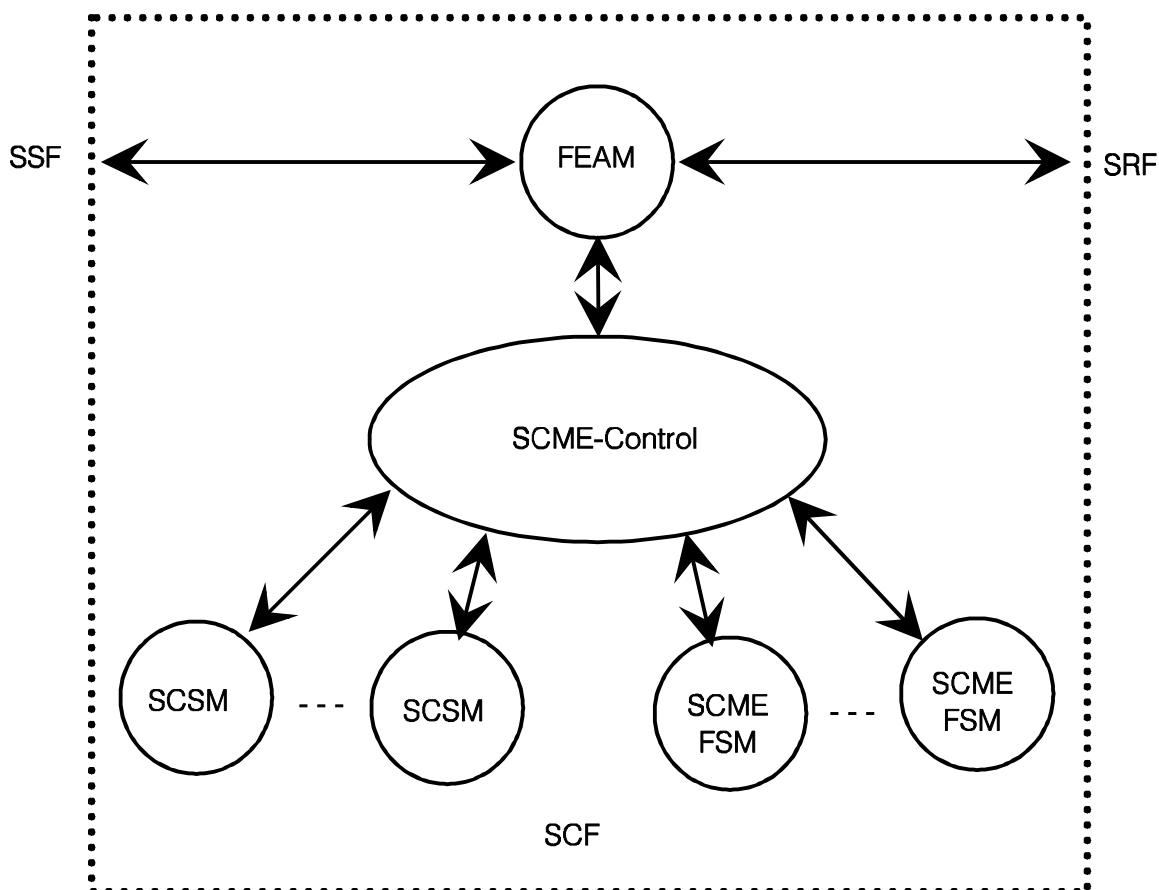 FEAM
SSF
SRF
SCME-Control
SCSM
- - -
SCSM
SCME
FSM
- - -
SCME
FSM
SCF